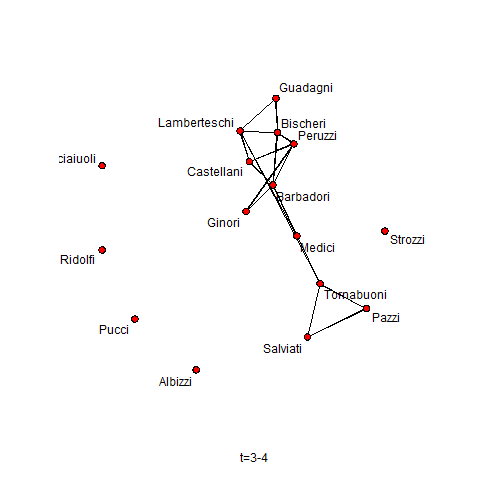 Guadagni
Lamberteschi
Bischeri
Peruzzi
ciaiuoli
Castellani
Barbadori
Ginori
Strozzi
Medici
Ridolfi
Tornabuoni
Pazzi
Pucci
Salviati
Albizzi
t=3-4